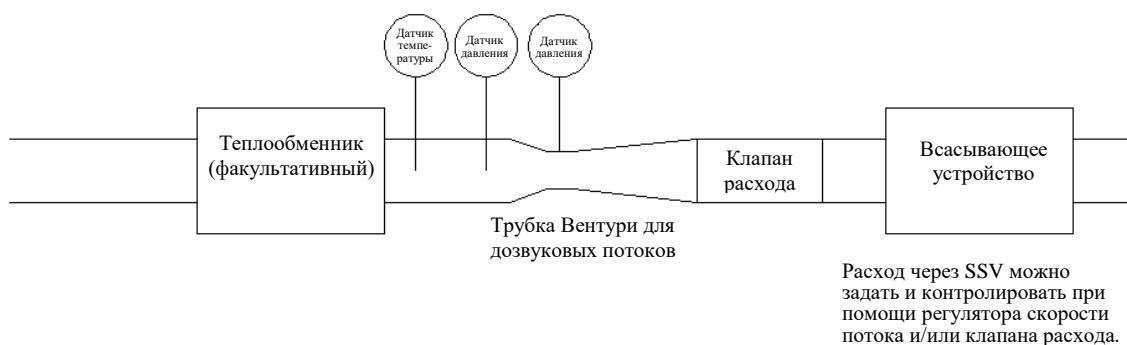 Датчик
темпе-
ратуры
Датчик
давления
Датчик
давления
Теплообменник
(факультативный)
Клапан
расхода
Всасывающее
устройство
Трубка Вентури для
дозвуковых потоков
Расход через SSV можно
задать и контролировать при
помощи регулятора скорости
потока и/или клапана расхода.